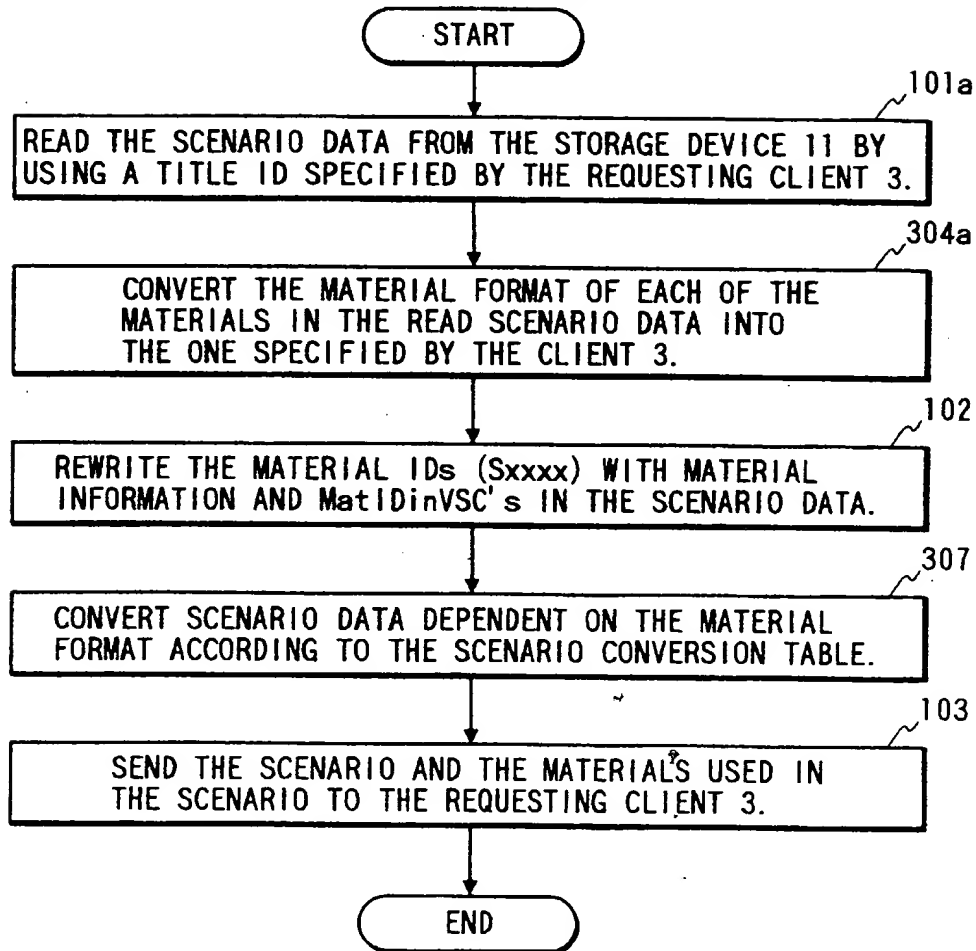 START
101a
READ THE SCENARIO DATA FROM THE STORAGE DEVICE 11 BY
USING A TITLE ID SPECIFIED BY THE REQUESTING CLIENT 3.
304a
CONVERT THE MATERIAL FORMAT OF EACH OF THE
MATERIALS IN THE READ SCENARIO DATA INTO
THE ONE SPECIFIED BY THE CLIENT 3.
102
REWRITE THE MATERIAL IDs (Sxxxx) WITH MATERIAL
INFORMATION AND MatIDinVSC's IN THE SCENARIO DATA.
307
CONVERT SCENARIO DATA DEPENDENT ON THE MATERIAL
FORMAT ACCORDING TO THE SCENARIO CONVERSION TABLE.
103
SEND THE SCENARIO AND THE MATERIALS USED IN
THE SCENARIO TO THE REQUESTING CLIENT 3.
END